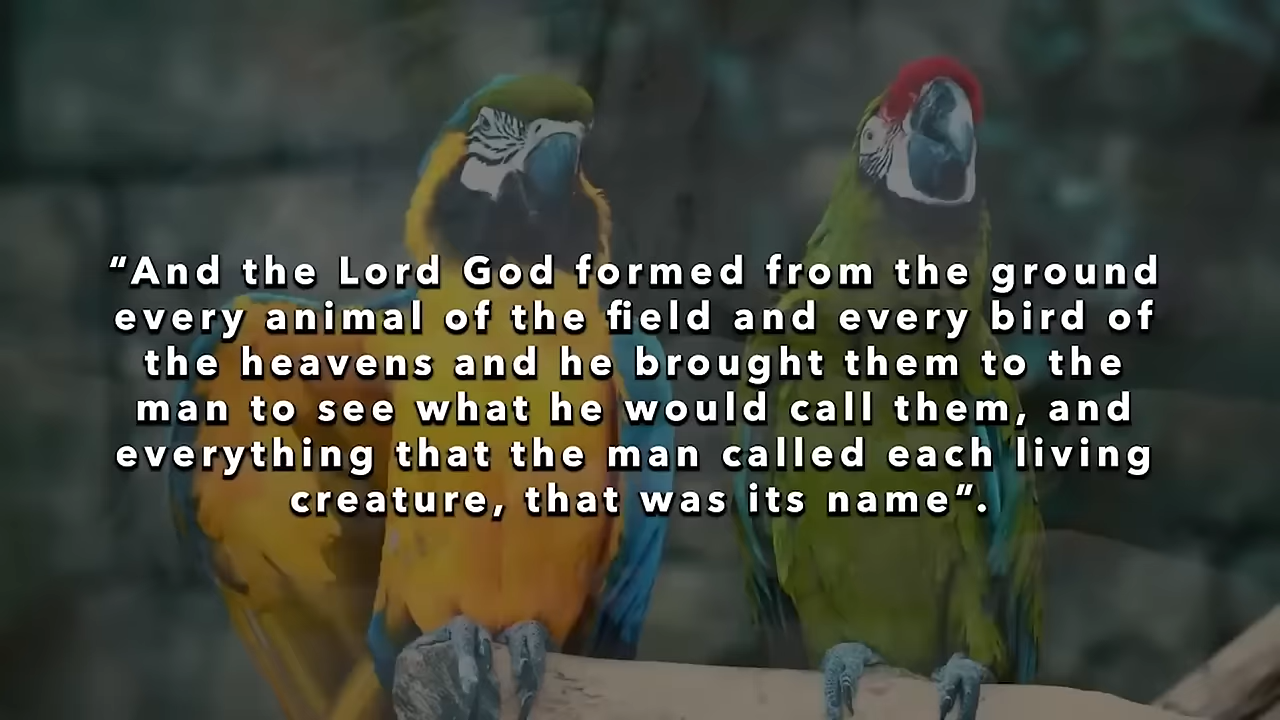 “And the Lord God formed from the ground
every animal of the field and every bird of
the heavens and he brought them to the
man to see what he would call them, and
everything that the man called each living
creature, that was its name”.